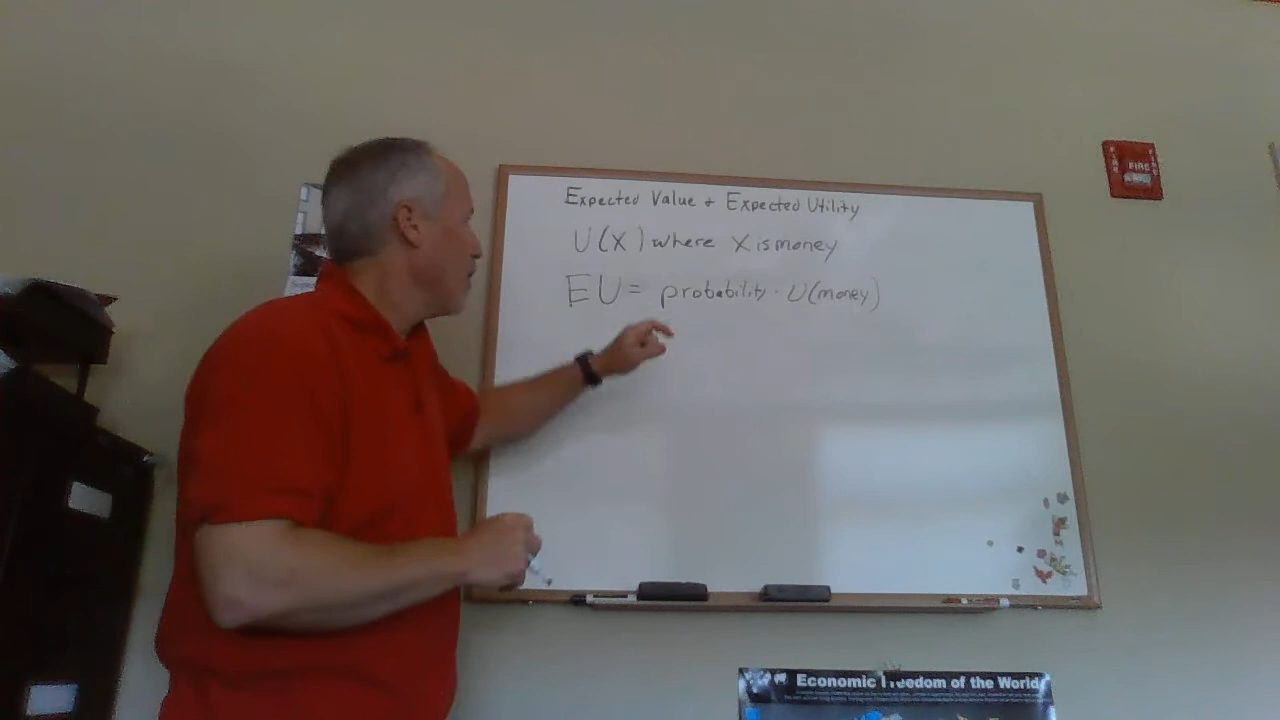 Expected Value + Expected Utility
U(X) where X is money
EU = probability · U(money)
FIRE
Economic Freedom of the World